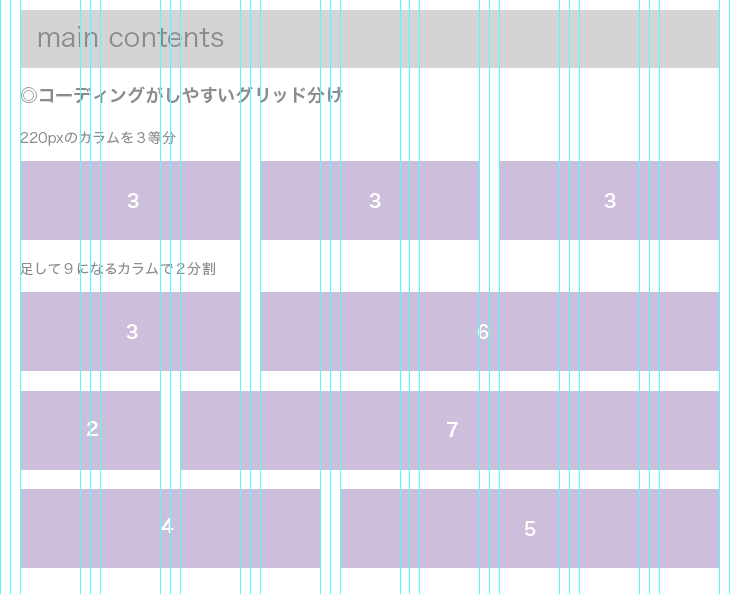 main contents
◎コーディングがしやすいグリッド分け
220pxのカラムを３等分
3 3 3
足して９になるカラムで２分割
3 6
2 7
4 5